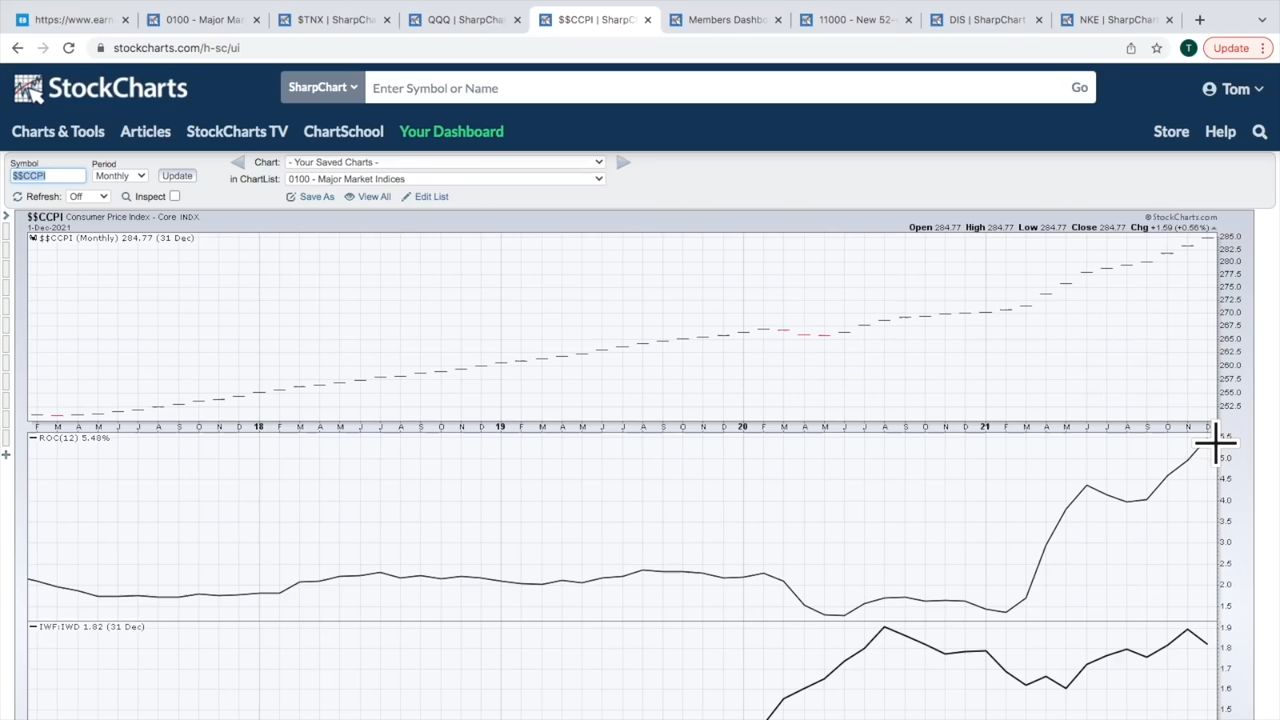 https://www.earn
0100 - Major Mar
$TNX | SharpCha
QQQ | SharpCha
$$CCPI | SharpC
Members Dashbo
11000 - New 52-
DIS | SharpChart
NKE | SharpChar
stockcharts.com/h-sc/ui
T
Update
StockCharts
SharpChart
Enter Symbol or Name
Go
Tom
Charts & Tools
Articles
StockCharts TV
ChartSchool
Your Dashboard
Store
Help
Symbol
Period
Chart:
- Your Saved Charts -
$$CCPI
Monthly
Update
in ChartList:
0100 - Major Market Indices
Refresh:
Off
Inspect
Save As
View All
Edit List
$$CCPI Consumer Price Index - Core INDX
© StockCharts.com
1-Dec-2021
Open 284.77 High 284.77 Low 284.77 Close 284.77 Chg +1.59 (+0.56%)
$$CCPI (Monthly) 284.77 (31 Dec)
285.0
282.5
280.0
277.5
275.0
272.5
270.0
267.5
265.0
262.5
260.0
257.5
255.0
252.5
F M A M J J A S O N D 18 F M A M J J A S O N D 19 F M A M J J A S O N D 20 F M A M J J A S O N D 21 F M A M J J A S O N D
ROC(12) 5.48%
5.5
5.0
4.5
4.0
3.5
3.0
2.5
2.0
1.5
IWF:IWD 1.82 (31 Dec)
1.9
1.8
1.7
1.6
1.5